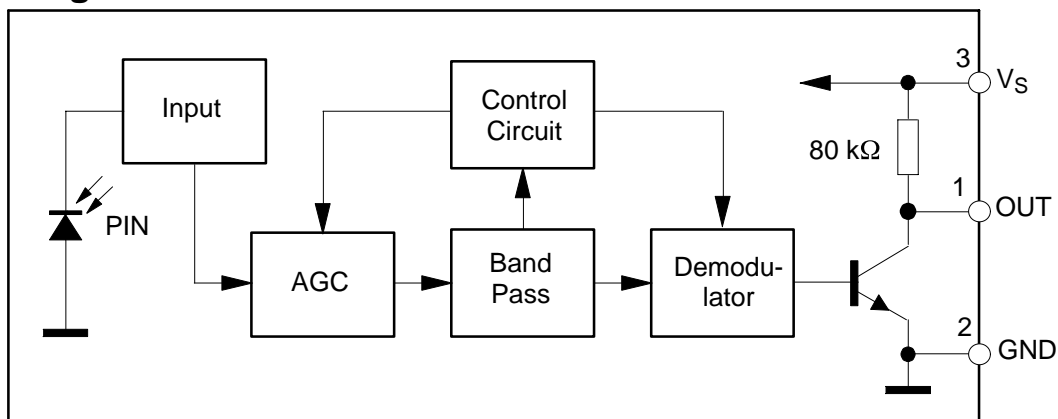 Input
Control
Circuit
3
VS
80 kΩ
1
OUT
PIN
AGC
Band
Pass
Demodu-
lator
2
GND